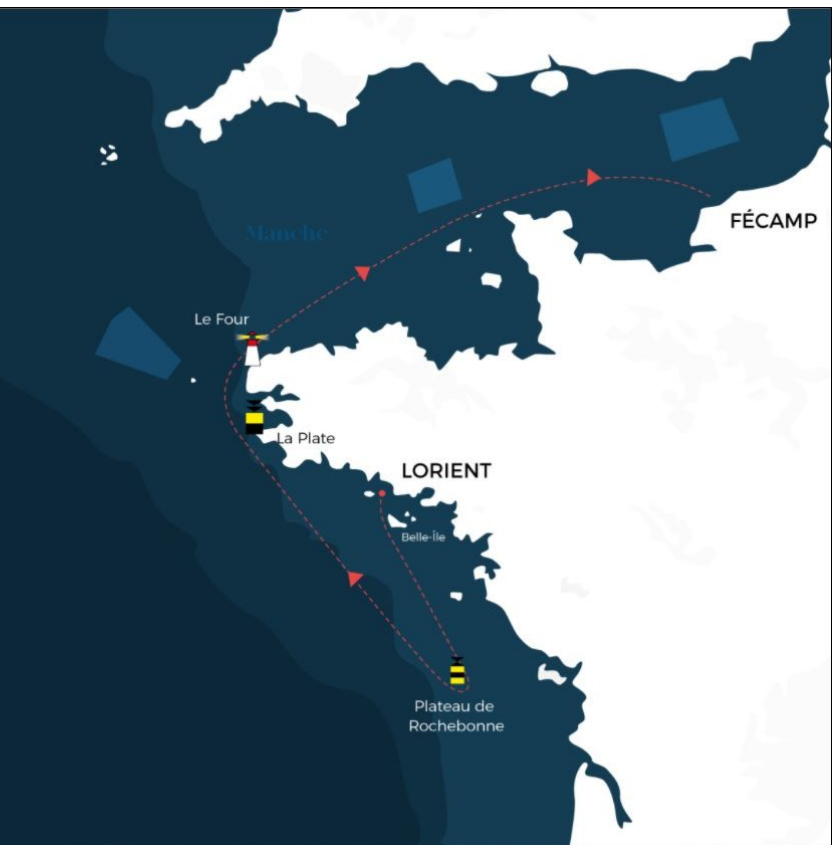 FÉCAMP
Manche
Le Four
La Plate
LORIENT
Belle-Île
Plateau de
Rochebonne